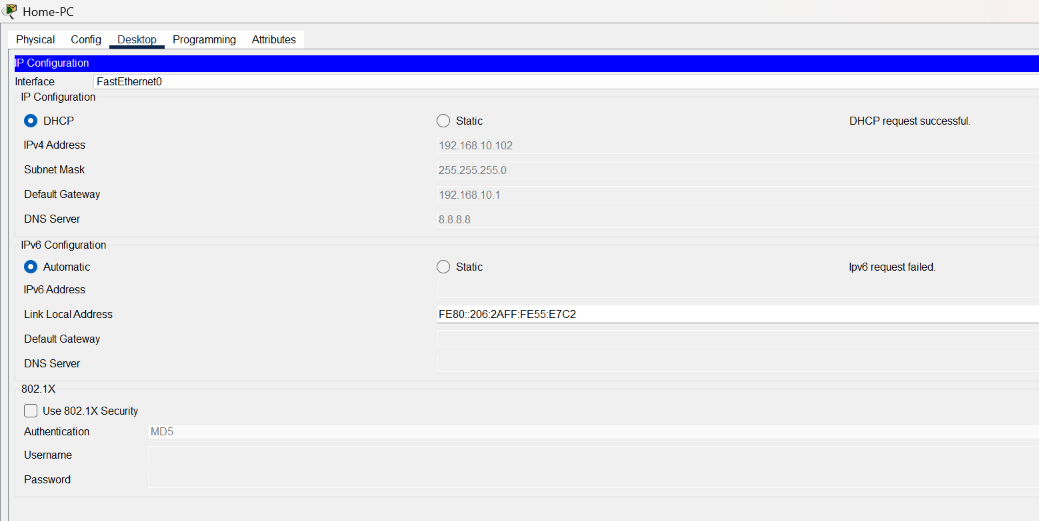 Home-PC
Physical Config Desktop Programming Attributes
IP Configuration
Interface FastEthernet0
IP Configuration
DHCP Static DHCP request successful.
IPv4 Address 192.168.10.102
Subnet Mask 255.255.255.0
Default Gateway 192.168.10.1
DNS Server 8.8.8.8
IPv6 Configuration
Automatic Static Ipv6 request failed.
IPv6 Address
Link Local Address FE80::206:2AFF:FE55:E7C2
Default Gateway
DNS Server
802.1X
Use 802.1X Security
Authentication MD5
Username
Password